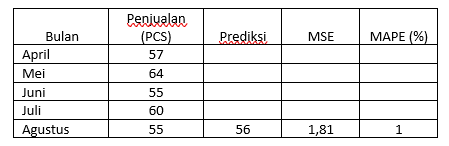 Bulan Penjualan (PCS) Prediksi MSE MAPE (%)
April 57
Mei 64
Juni 55
Juli 60
Agustus 55 56 1,81 1